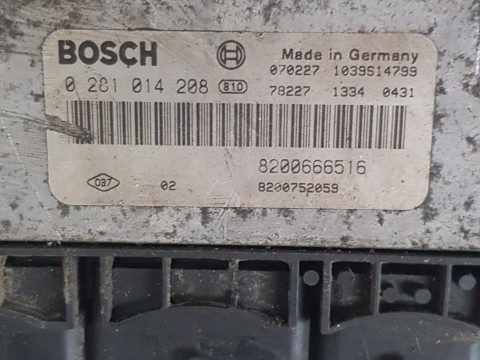 BOSCH
Made in Germany
070227 1039S14799
0 281 014 208 810
78227 1334 0431
8200666516
037 02 8200752059